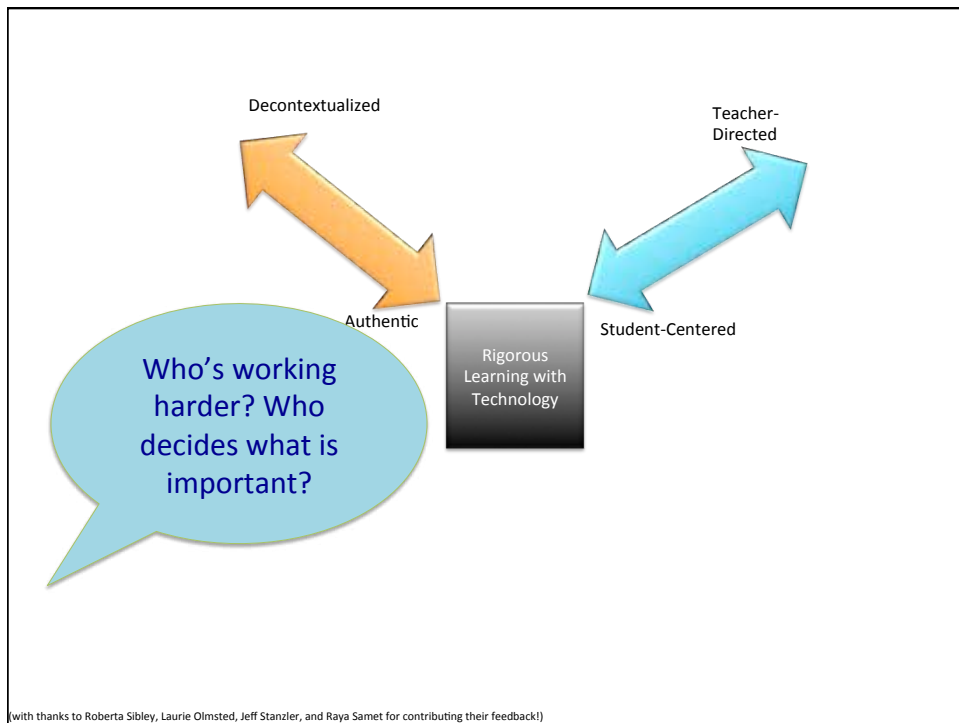 Decontextualized
Teacher-
Directed
Authentic
Student-Centered
Rigorous
Learning with
Technology
Who’s working
harder? Who
decides what is
important?
(with thanks to Roberta Sibley, Laurie Olmsted, Jeff Stanzler, and Raya Samet for contributing their feedback!)